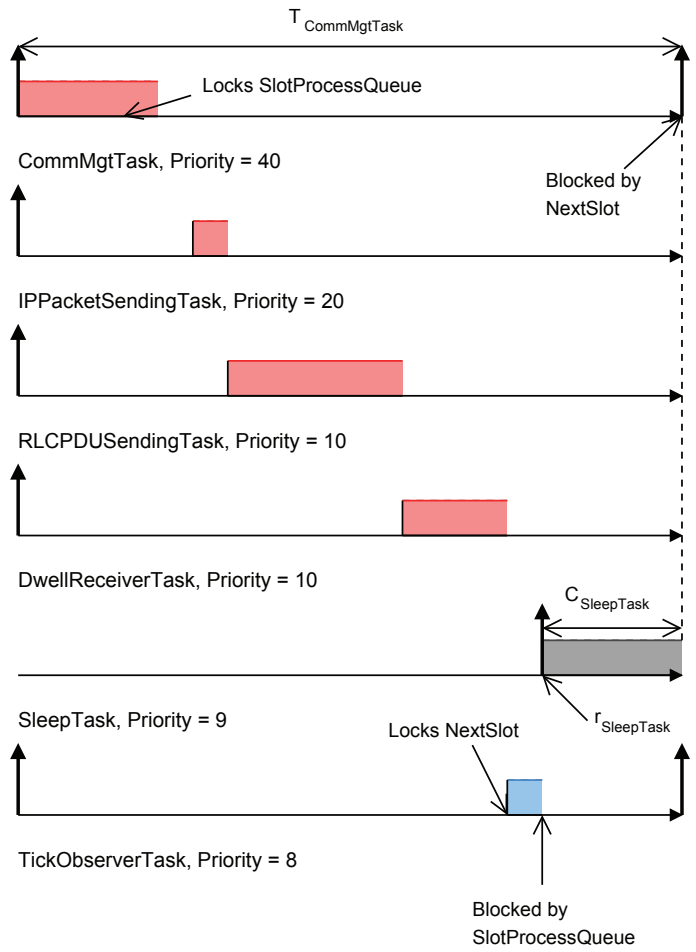 T CommMgtTask
Locks SlotProcessQueue
CommMgtTask, Priority = 40
Blocked by
NextSlot
IPPacketSendingTask, Priority = 20
RLCPDUSendingTask, Priority = 10
DwellReceiverTask, Priority = 10
C SleepTask
SleepTask, Priority = 9
r SleepTask
Locks NextSlot
TickObserverTask, Priority = 8
Blocked by
SlotProcessQueue